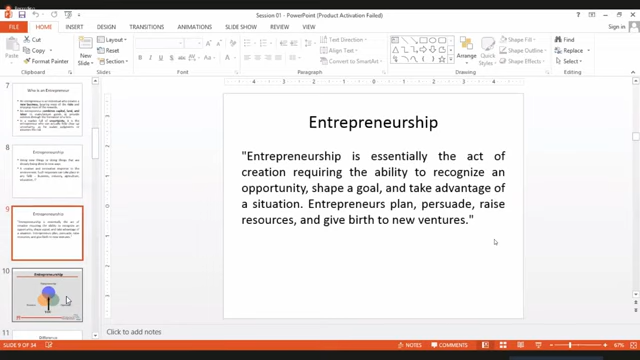 Session 01 - PowerPoint (Product Activation Failed)
FILE HOME INSERT DESIGN TRANSITIONS ANIMATIONS SLIDE SHOW REVIEW VIEW Sign in
Paste
Cut
Copy
Format Painter
Clipboard
New
Slide
Layout
Reset
Section
Slides
Font
Paragraph
Text Direction
Align Text
Convert to SmartArt
Arrange
Quick
Styles
Shape Fill
Shape Outline
Shape Effects
Drawing
Find
Replace
Select
Editing
7
Who is an Entrepreneur
8
Entrepreneurship
9
Entrepreneurship
10
Entrepreneurship
11
Difference
Entrepreneurship
"Entrepreneurship is essentially the act of
creation requiring the ability to recognize an
opportunity, shape a goal, and take advantage of
a situation. Entrepreneurs plan, persuade, raise
resources, and give birth to new ventures."
Click to add notes
SLIDE 9 OF 34
NOTES
COMMENTS
67%